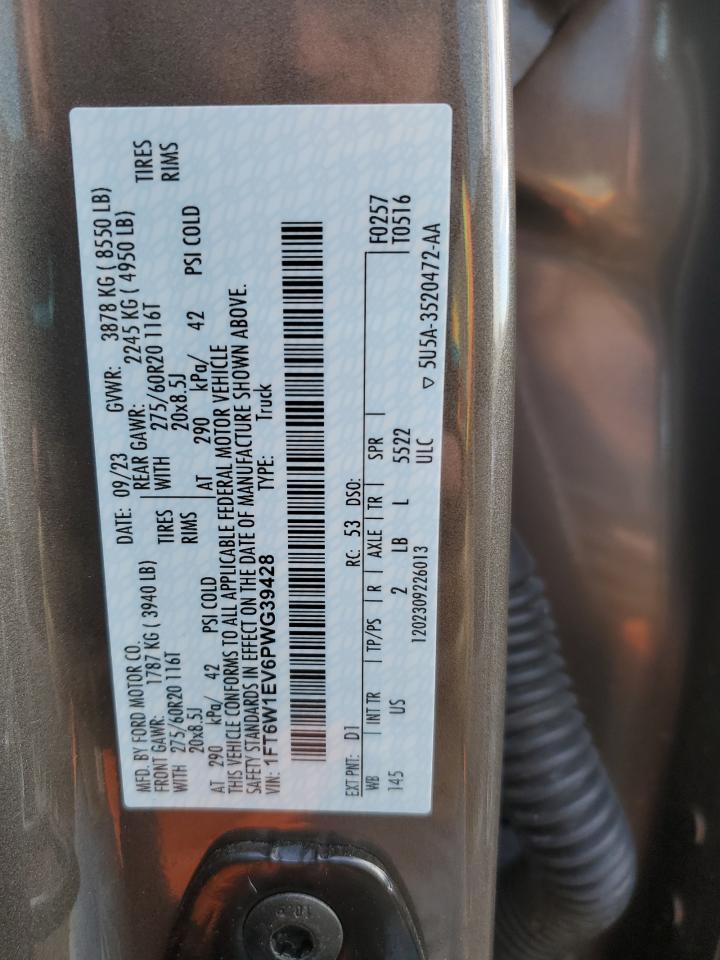 MFD. BY FORD MOTOR CO. DATE: 09/23 GVWR: 3878 KG ( 8550 LB)
FRONT GAWR: 1787 KG ( 3940 LB) REAR GAWR: 2245 KG ( 4950 LB)
WITH 275/60R20 116T TIRES WITH 275/60R20 116T TIRES
20x8.5J RIMS 20x8.5J RIMS
AT 290 kPa/ 42 PSI COLD AT 290 kPa/ 42 PSI COLD
THIS VEHICLE CONFORMS TO ALL APPLICABLE FEDERAL MOTOR VEHICLE
SAFETY STANDARDS IN EFFECT ON THE DATE OF MANUFACTURE SHOWN ABOVE.
VIN: 1FT6W1EV6PWG39428 TYPE: Truck
EXT PNT: D1 RC: 53 DSO: F0257
WB INT TR TP/PS R AXLE TR SPR T0516
145 US 2 LB L 5522
1202309226013 ULC ▽ 5U5A-3520472-AA
10.9